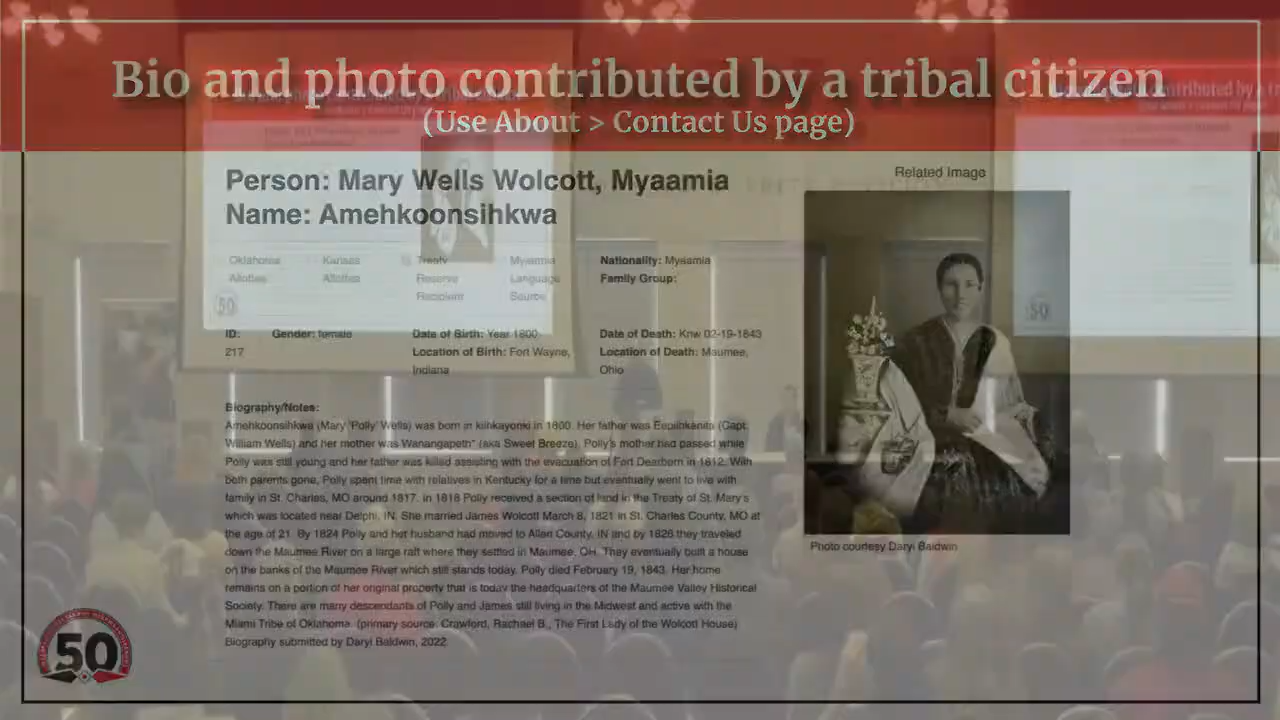 Bio and photo contributed by a tribal citizen
(Use About > Contact Us page)
Person: Mary Wells Wolcott, Myaamia
Name: Amehkoonsihkwa
Related Image
Oklahoma Allottee
Kansas Allottee
Treaty Reserve Recipient
Myaamia Language Source
Nationality: Myaamia
Family Group:
ID: 217
Gender: female
Date of Birth: Year 1800
Location of Birth: Fort Wayne, Indiana
Date of Death: Knw 02-19-1843
Location of Death: Maumee, Ohio
Biography/Notes:
Amehkoonsihkwa (Mary 'Polly' Wells) was born in kiihkayonki in 1800. Her father was Eepiihkanita (Capt.
William Wells) and her mother was Wanangapeth* (aka Sweet Breeze). Polly's mother had passed while
Polly was still young and her father was killed assisting with the evacuation of Fort Dearborn in 1812. With
both parents gone, Polly spent time with relatives in Kentucky for a time but eventually went to live with
family in St. Charles, MO around 1817. In 1818 Polly received a section of land in the Treaty of St. Mary's
which was located near Delphi, IN. She married James Wolcott March 8, 1821 in St. Charles County, MO at
the age of 21. By 1824 Polly and her husband had moved to Allen County, IN and by 1826 they traveled
down the Maumee River on a large raft where they settled in Maumee, OH. They eventually built a house
on the banks of the Maumee River which still stands today. Polly died February 19, 1843. Her home
remains on a portion of her original property that is today the headquarters of the Maumee Valley Historical
Society. There are many descendants of Polly and James still living in the Midwest and active with the
Miami Tribe of Oklahoma. (primary source: Crawford, Rachael B., The First Lady of the Wolcott House)
Biography submitted by Daryl Baldwin, 2022.
Photo courtesy Daryl Baldwin
50
50
50